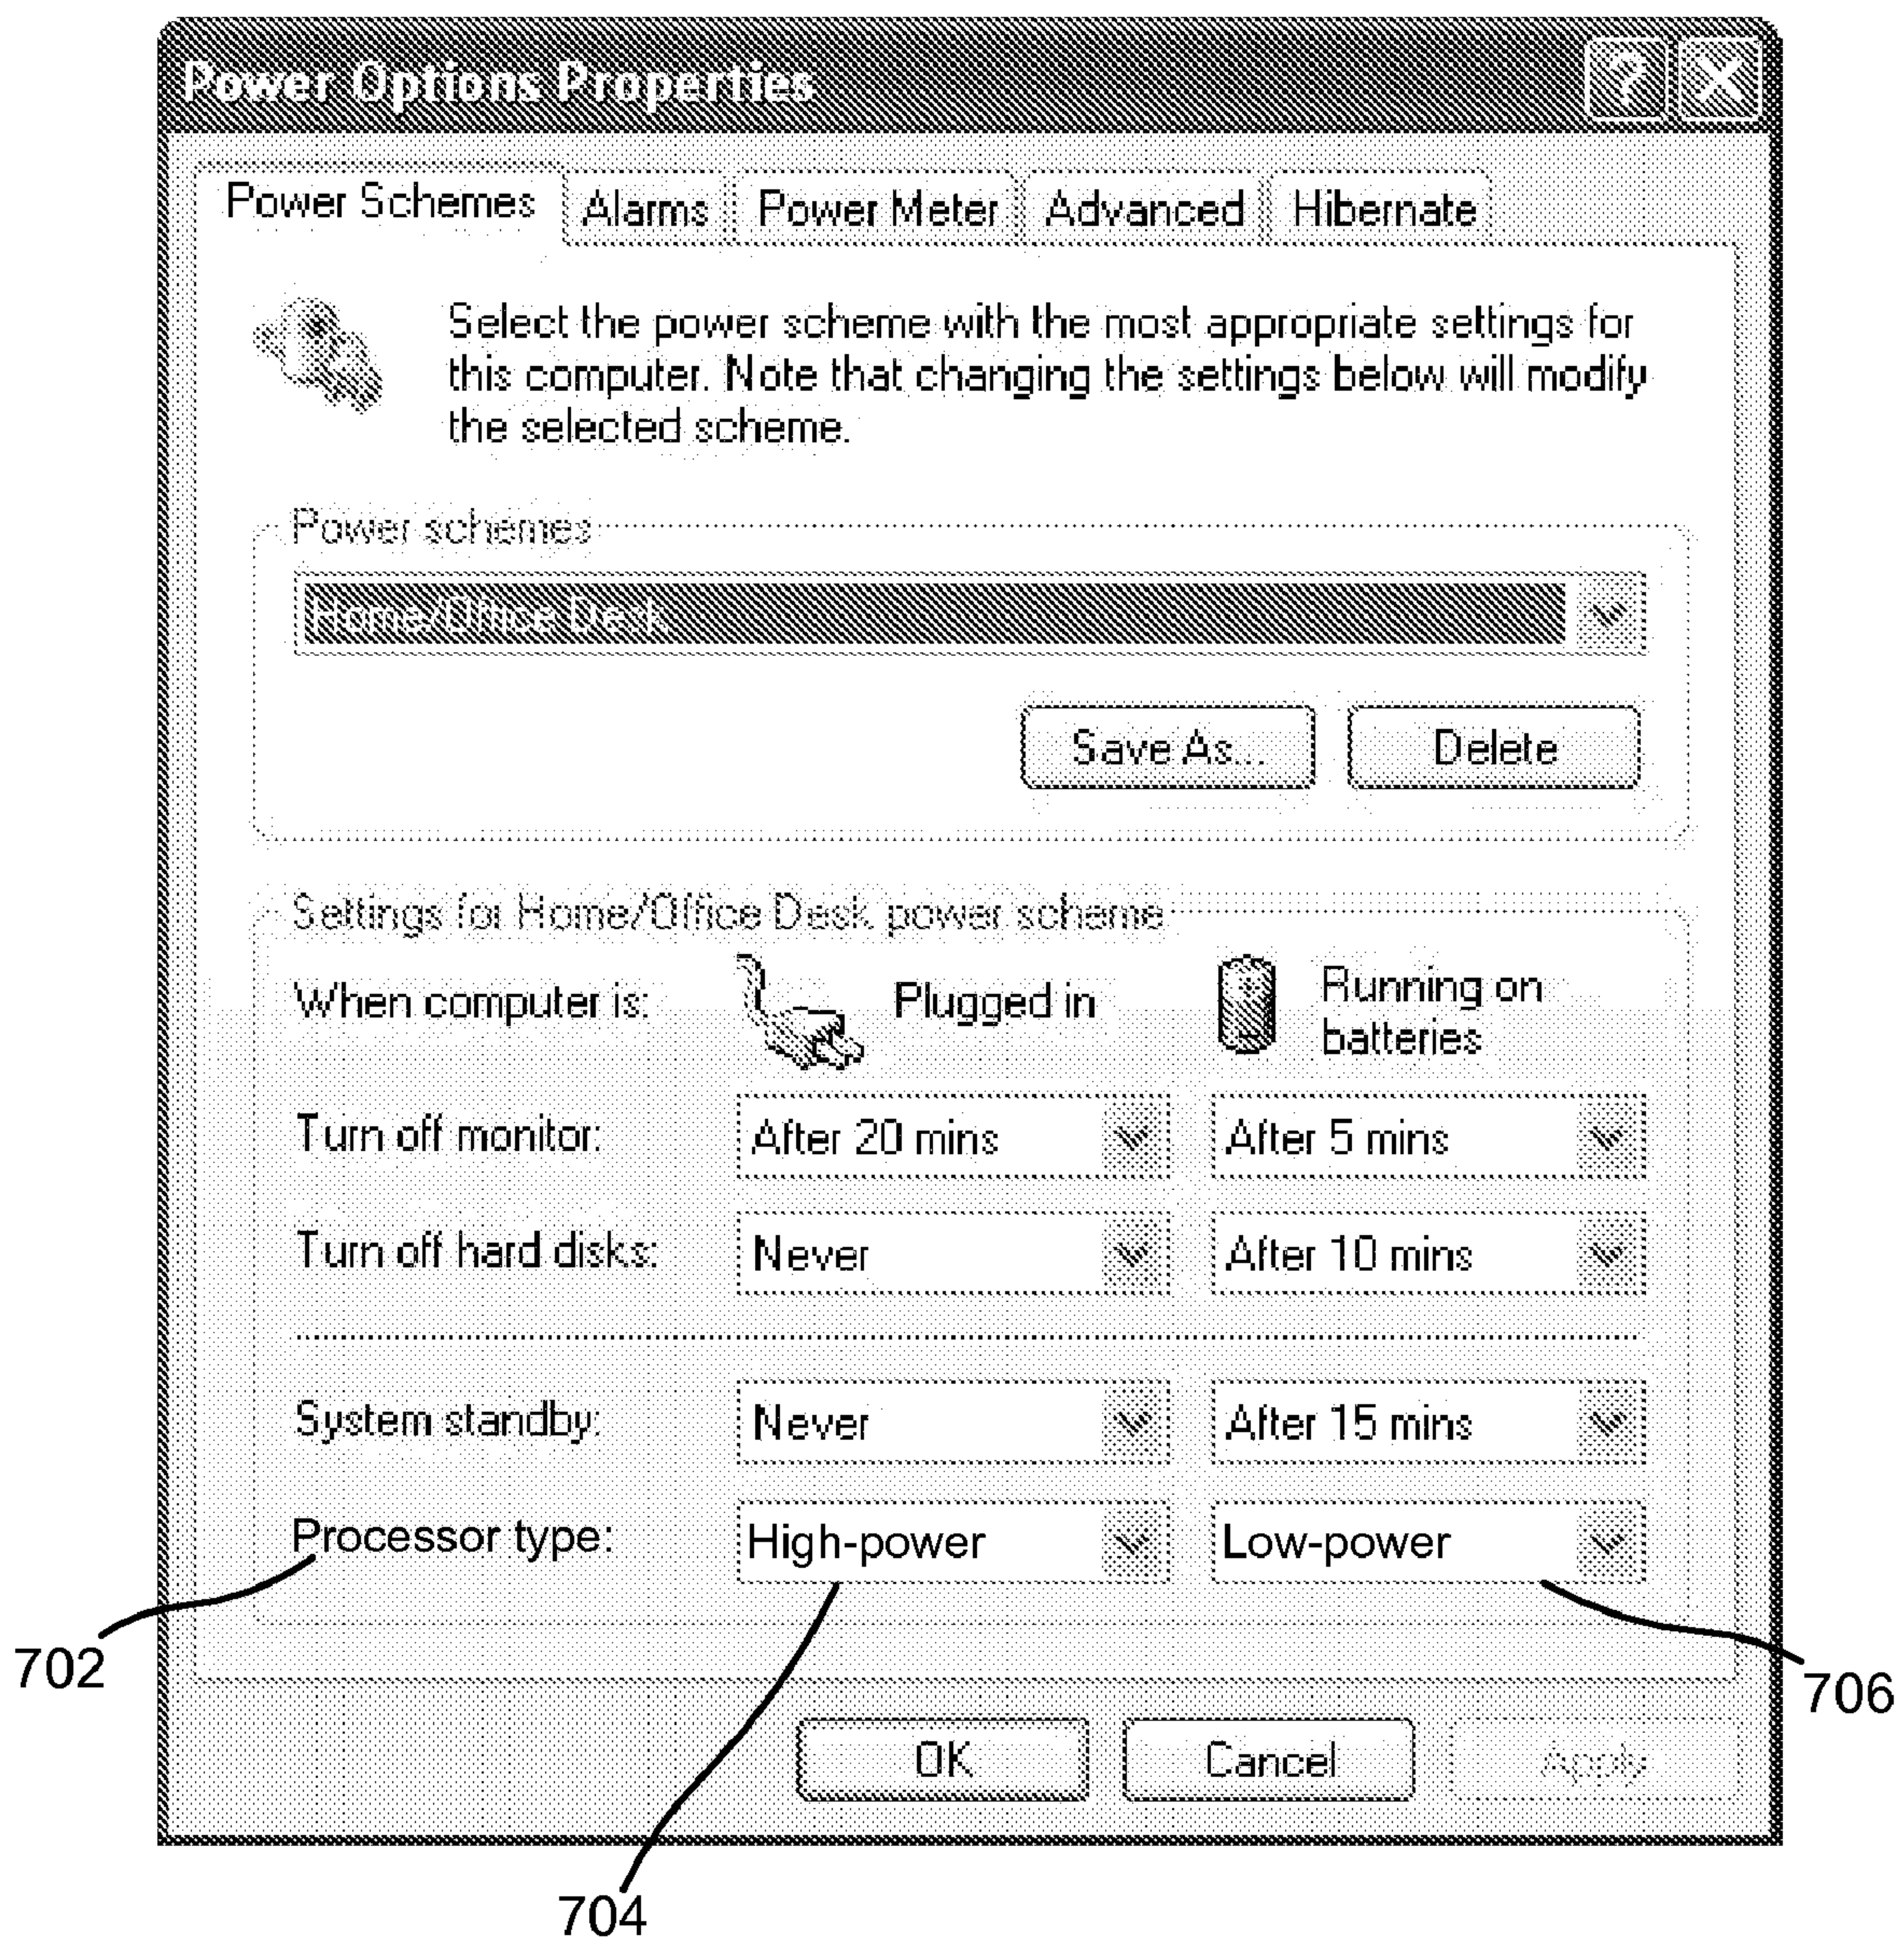 Power Options Properties
Power Schemes Alarms Power Meter Advanced Hibernate
Select the power scheme with the most appropriate settings for
this computer. Note that changing the settings below will modify
the selected scheme.
Power schemes
Home/Office Desk
Save As... Delete
Settings for Home/Office Desk power scheme
When computer is: Plugged in Running on
batteries
Turn off monitor: After 20 mins After 5 mins
Turn off hard disks: Never After 10 mins
System standby: Never After 15 mins
Processor type: High-power Low-power
702
706
OK Cancel Apply
704